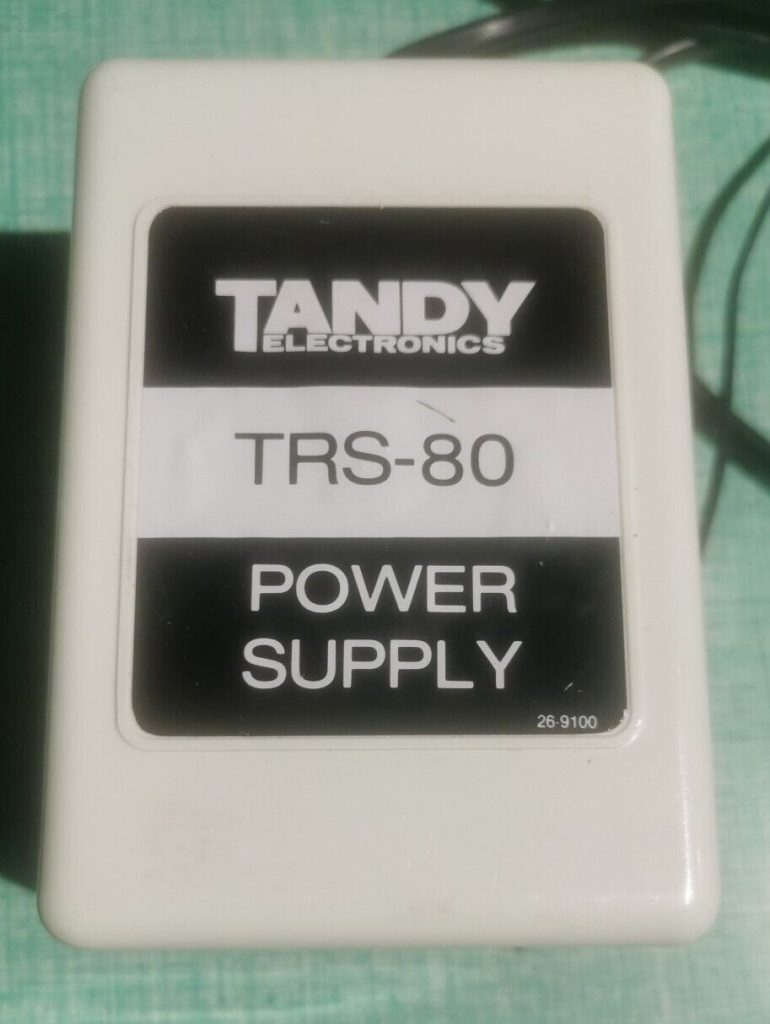 TANDY
ELECTRONICS
TRS-80
POWER
SUPPLY
26-9100